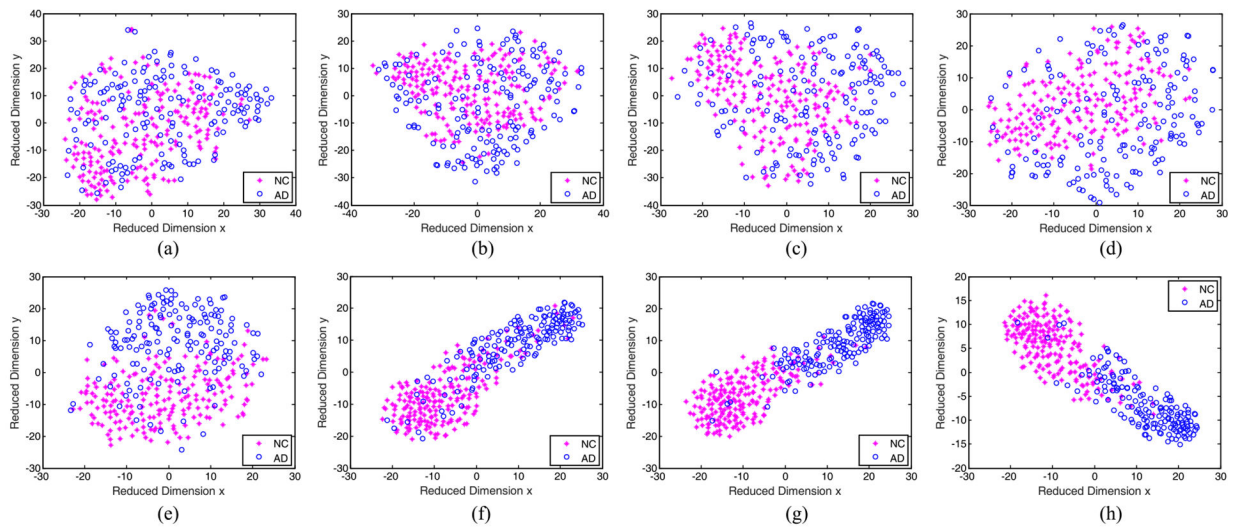 40
30
20
10
0
-10
-20
-30
Reduced Dimension y
NC
AD
-30 -20 -10 0 10 20 30 40
Reduced Dimension x
(a)
40
30
20
10
0
-10
-20
-30
-40
Reduced Dimension y
NC
AD
-40 -20 0 20 40
Reduced Dimension x
(b)
30
20
10
0
-10
-20
-30
-40
Reduced Dimension y
NC
AD
-30 -20 -10 0 10 20 30
Reduced Dimension x
(c)
30
20
10
0
-10
-20
-30
Reduced Dimension y
NC
AD
-30 -20 -10 0 10 20 30
Reduced Dimension x
(d)
30
20
10
0
-10
-20
-30
Reduced Dimension y
NC
AD
-30 -20 -10 0 10 20 30
Reduced Dimension x
(e)
30
20
10
0
-10
-20
-30
Reduced Dimension y
NC
AD
-30 -20 -10 0 10 20 30
Reduced Dimension x
(f)
30
20
10
0
-10
-20
-30
Reduced Dimension y
NC
AD
-30 -20 -10 0 10 20 30
Reduced Dimension x
(g)
20
15
10
5
0
-5
-10
-15
-20
Reduced Dimension y
NC
AD
-30 -20 -10 0 10 20 30
Reduced Dimension x
(h)